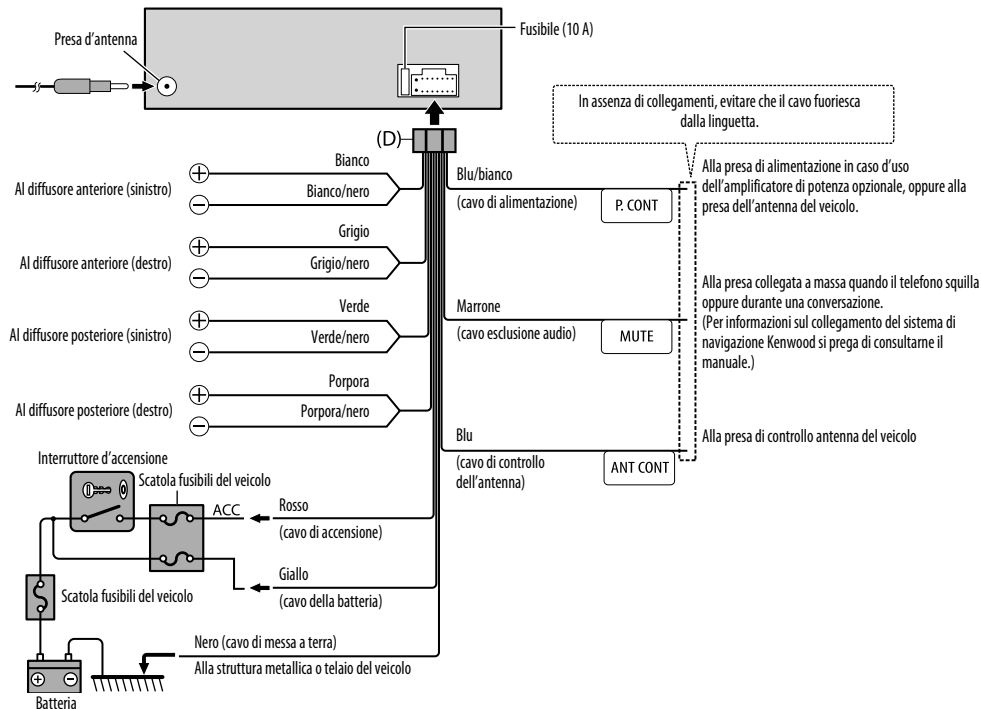 Presa d'antenna
Fusibile (10 A)
In assenza di collegamenti, evitare che il cavo fuoriesca
dalla linguetta.
(D)
Al diffusore anteriore (sinistro)
Bianco
Bianco/nero
Al diffusore anteriore (destro)
Grigio
Grigio/nero
Al diffusore posteriore (sinistro)
Verde
Verde/nero
Al diffusore posteriore (destro)
Porpora
Porpora/nero
Blu/bianco
(cavo di alimentazione)
P. CONT
Alla presa di alimentazione in caso d'uso
dell'amplificatore di potenza opzionale, oppure alla
presa dell'antenna del veicolo.
Marrone
(cavo esclusione audio)
MUTE
Alla presa collegata a massa quando il telefono squilla
oppure durante una conversazione.
(Per informazioni sul collegamento del sistema di
navigazione Kenwood si prega di consultarne il
manuale.)
Blu
(cavo di controllo
dell'antenna)
ANT CONT
Alla presa di controllo antenna del veicolo
Interruttore d'accensione
Scatola fusibili del veicolo
ACC
Rosso
(cavo di accensione)
Giallo
(cavo della batteria)
Scatola fusibili del veicolo
Nero (cavo di messa a terra)
Alla struttura metallica o telaio del veicolo
Batteria